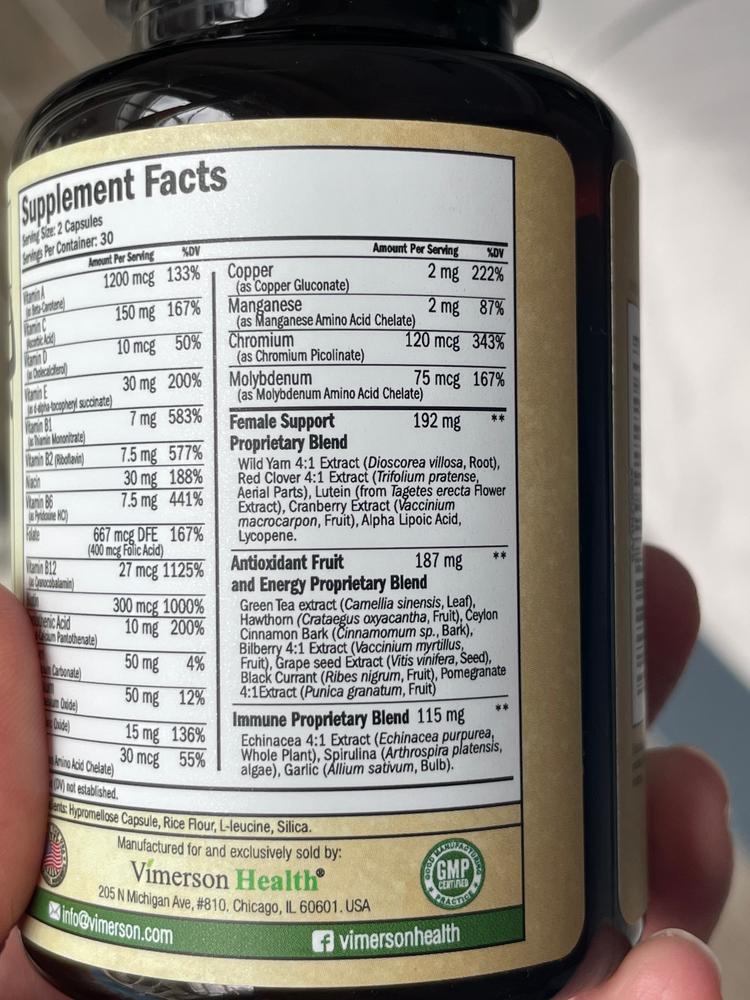 Supplement Facts
Serving Size: 2 Capsules
Servings Per Container: 30
Amount Per Serving %DV
Vitamin A 1200 mcg 133%
(as Beta-Carotene)
Vitamin C 150 mg 167%
(Ascorbic Acid)
Vitamin D 10 mcg 50%
(as Cholecalciferol)
Vitamin E 30 mg 200%
(as d-alpha-tocopheryl succinate)
Vitamin B1 7 mg 583%
(as Thiamin Mononitrate)
Vitamin B2 (Riboflavin) 7.5 mg 577%
Niacin 30 mg 188%
Vitamin B6 7.5 mg 441%
(as Pyridoxine HCl)
Folate 667 mcg DFE 167%
(400 mcg Folic Acid)
Vitamin B12 27 mcg 1125%
(as Cyanocobalamin)
300 mcg 1000%
Acid 10 mg 200%
Pantothenate)
50 mg 4%
Carbonate)
50 mg 12%
Oxide)
15 mg 136%
Oxide)
30 mcg 55%
Amino Acid Chelate)
(DV) not established.
Amount Per Serving %DV
Copper 2 mg 222%
(as Copper Gluconate)
Manganese 2 mg 87%
(as Manganese Amino Acid Chelate)
Chromium 120 mcg 343%
(as Chromium Picolinate)
Molybdenum 75 mcg 167%
(as Molybdenum Amino Acid Chelate)
Female Support 192 mg **
Proprietary Blend
Wild Yam 4:1 Extract (Dioscorea villosa, Root),
Red Clover 4:1 Extract (Trifolium pratense,
Aerial Parts), Lutein (from Tagetes erecta Flower
Extract), Cranberry Extract (Vaccinium
macrocarpon, Fruit), Alpha Lipoic Acid,
Lycopene.
Antioxidant Fruit 187 mg **
and Energy Proprietary Blend
Green Tea extract (Camellia sinensis, Leaf),
Hawthorn (Crataegus oxyacantha, Fruit), Ceylon
Cinnamon Bark (Cinnamomum sp., Bark),
Bilberry 4:1 Extract (Vaccinium myrtillus,
Fruit), Grape seed Extract (Vitis vinifera, Seed),
Black Currant (Ribes nigrum, Fruit), Pomegranate
4:1Extract (Punica granatum, Fruit)
Immune Proprietary Blend 115 mg **
Echinacea 4:1 Extract (Echinacea purpurea,
Whole Plant), Spirulina (Arthrospira platensis,
algae), Garlic (Allium sativum, Bulb).
Hypromellose Capsule, Rice Flour, L-leucine, Silica.
Manufactured for and exclusively sold by:
Vimerson Health®
205 N Michigan Ave, #810. Chicago, IL 60601. USA
GOOD MANUFACTURING
GMP
CERTIFIED
PRACTICE
info@vimerson.com
vimersonhealth